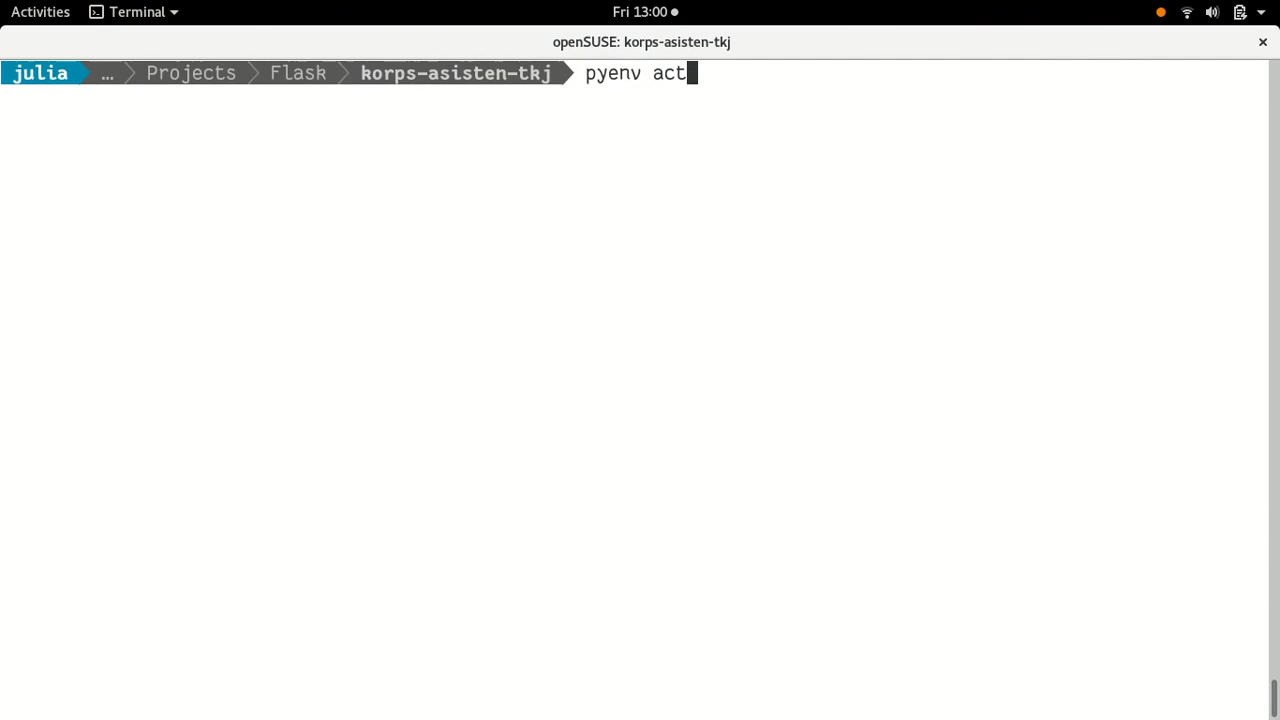 Activities Terminal Fri 13:00
openSUSE: korps-asisten-tkj
julia … Projects Flask korps-asisten-tkj pyenv act